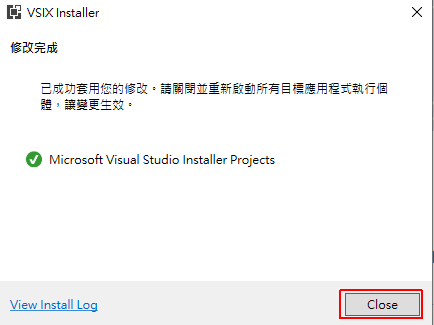 VSIX Installer
修改完成
已成功套用您的修改。請關閉並重新啟動所有目標應用程式執行個
體，讓變更生效。
Microsoft Visual Studio Installer Projects
View Install Log
Close